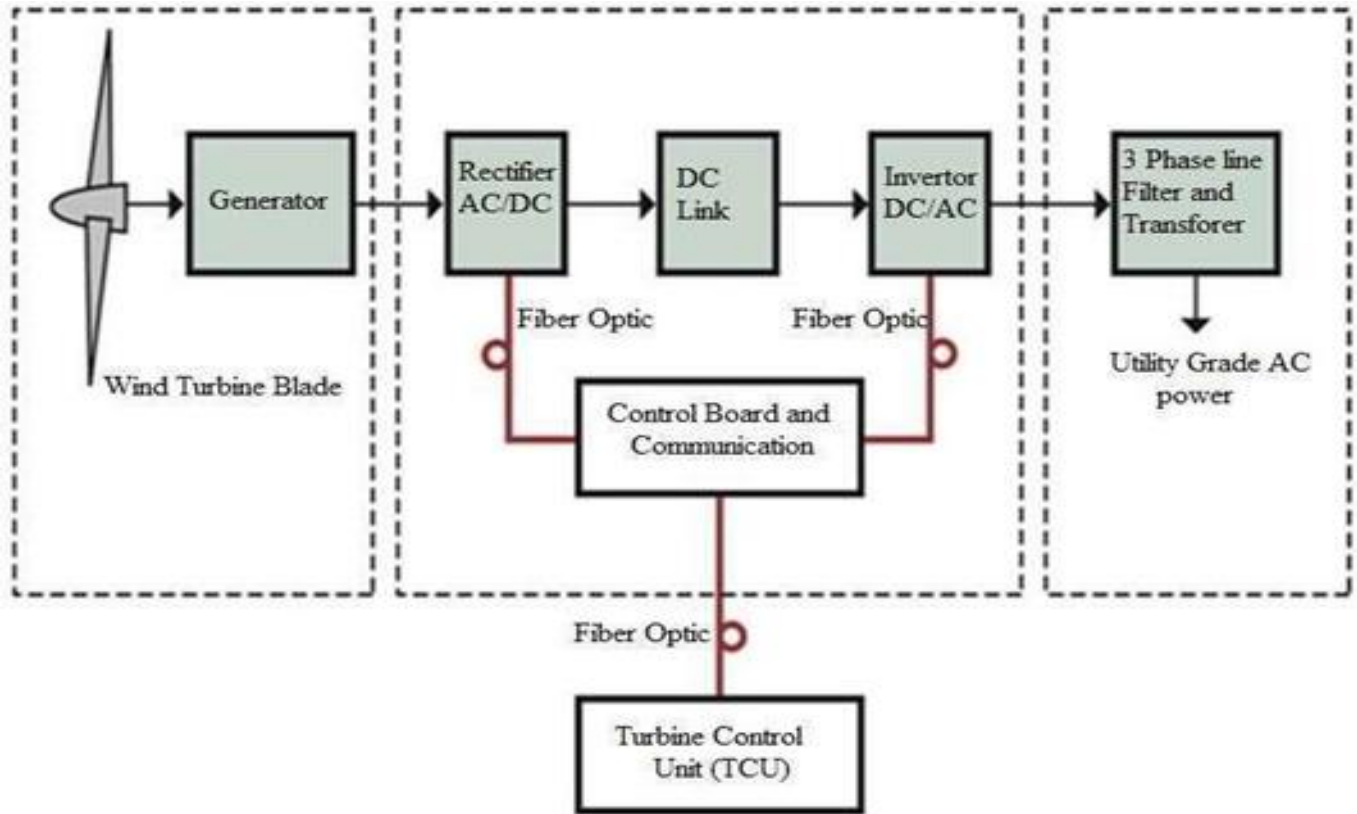 Generator
Rectifier
AC/DC
DC
Link
Invertor
DC/AC
3 Phase line
Filter and
Transforer
Fiber Optic
Fiber Optic
Wind Turbine Blade
Utility Grade AC
power
Control Board and
Communication
Fiber Optic
Turbine Control
Unit (TCU)